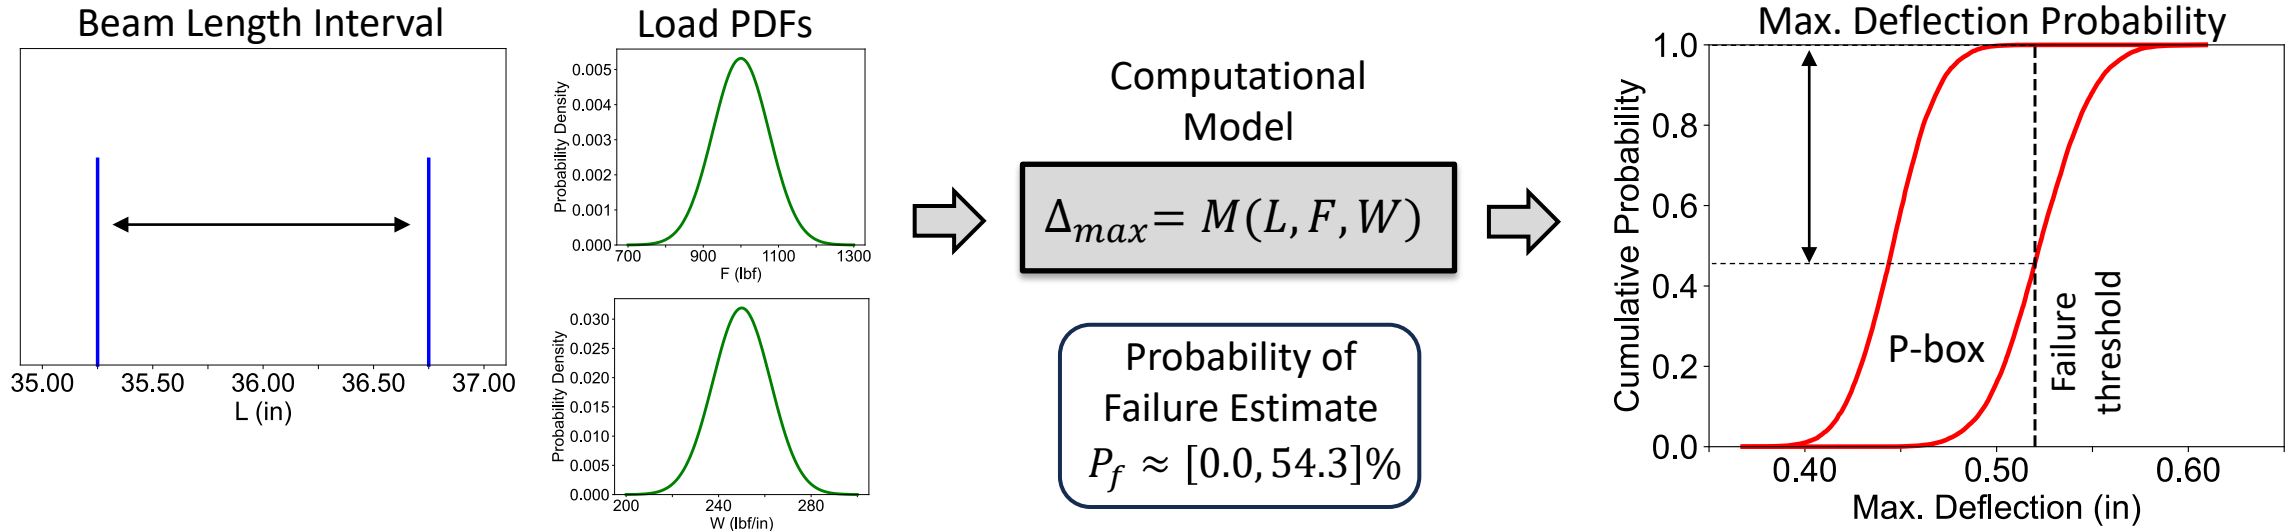 Beam Length Interval
35.00 35.50 36.00 36.50 37.00
L (in)
Load PDFs
Probability Density
0.005
0.004
0.003
0.002
0.001
0.000
700 900 1100 1300
F (lbf)
Probability Density
0.030
0.025
0.020
0.015
0.010
0.005
0.000
200 240 280
W (lbf/in)
Computational
Model
Δ_max = M(L, F, W)
Probability of
Failure Estimate
P_f ≈ [0.0, 54.3]%
Max. Deflection Probability
Cumulative Probability
1.0
0.8
0.6
0.4
0.2
0.0
P-box
Failure
threshold
0.40 0.50 0.60
Max. Deflection (in)